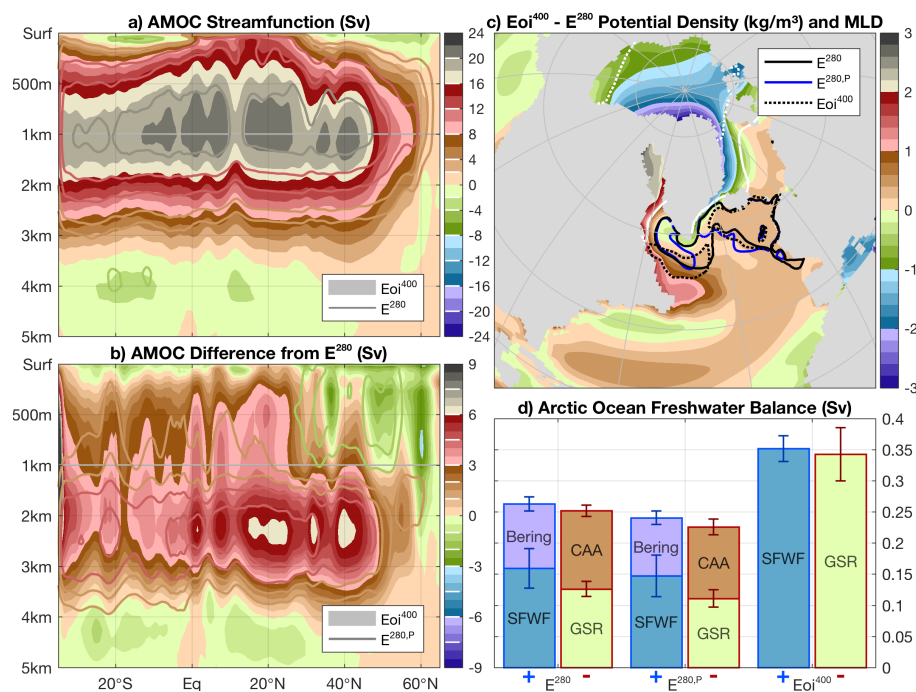 a) AMOC Streamfunction (Sv)
Surf
500m
1km
2km
3km
4km
5km
24
20
16
12
8
4
0
-4
-8
-12
-16
-20
-24
Eoi⁴⁰⁰
E²⁸⁰
b) AMOC Difference from E²⁸⁰ (Sv)
Surf
500m
1km
2km
3km
4km
5km
9
6
3
0
-3
-6
-9
Eoi⁴⁰⁰
E²⁸⁰,ᴾ
20°S
Eq
20°N
40°N
60°N
c) Eoi⁴⁰⁰ - E²⁸⁰ Potential Density (kg/m³) and MLD
E²⁸⁰
E²⁸⁰,ᴾ
Eoi⁴⁰⁰
3
2
1
0
-1
-2
-3
d) Arctic Ocean Freshwater Balance (Sv)
0.4
0.35
0.3
0.25
0.2
0.15
0.1
0.05
0
Bering
SFWF
CAA
GSR
Bering
SFWF
CAA
GSR
SFWF
GSR
+ E²⁸⁰ -
+ E²⁸⁰,ᴾ -
+ Eoi⁴⁰⁰ -